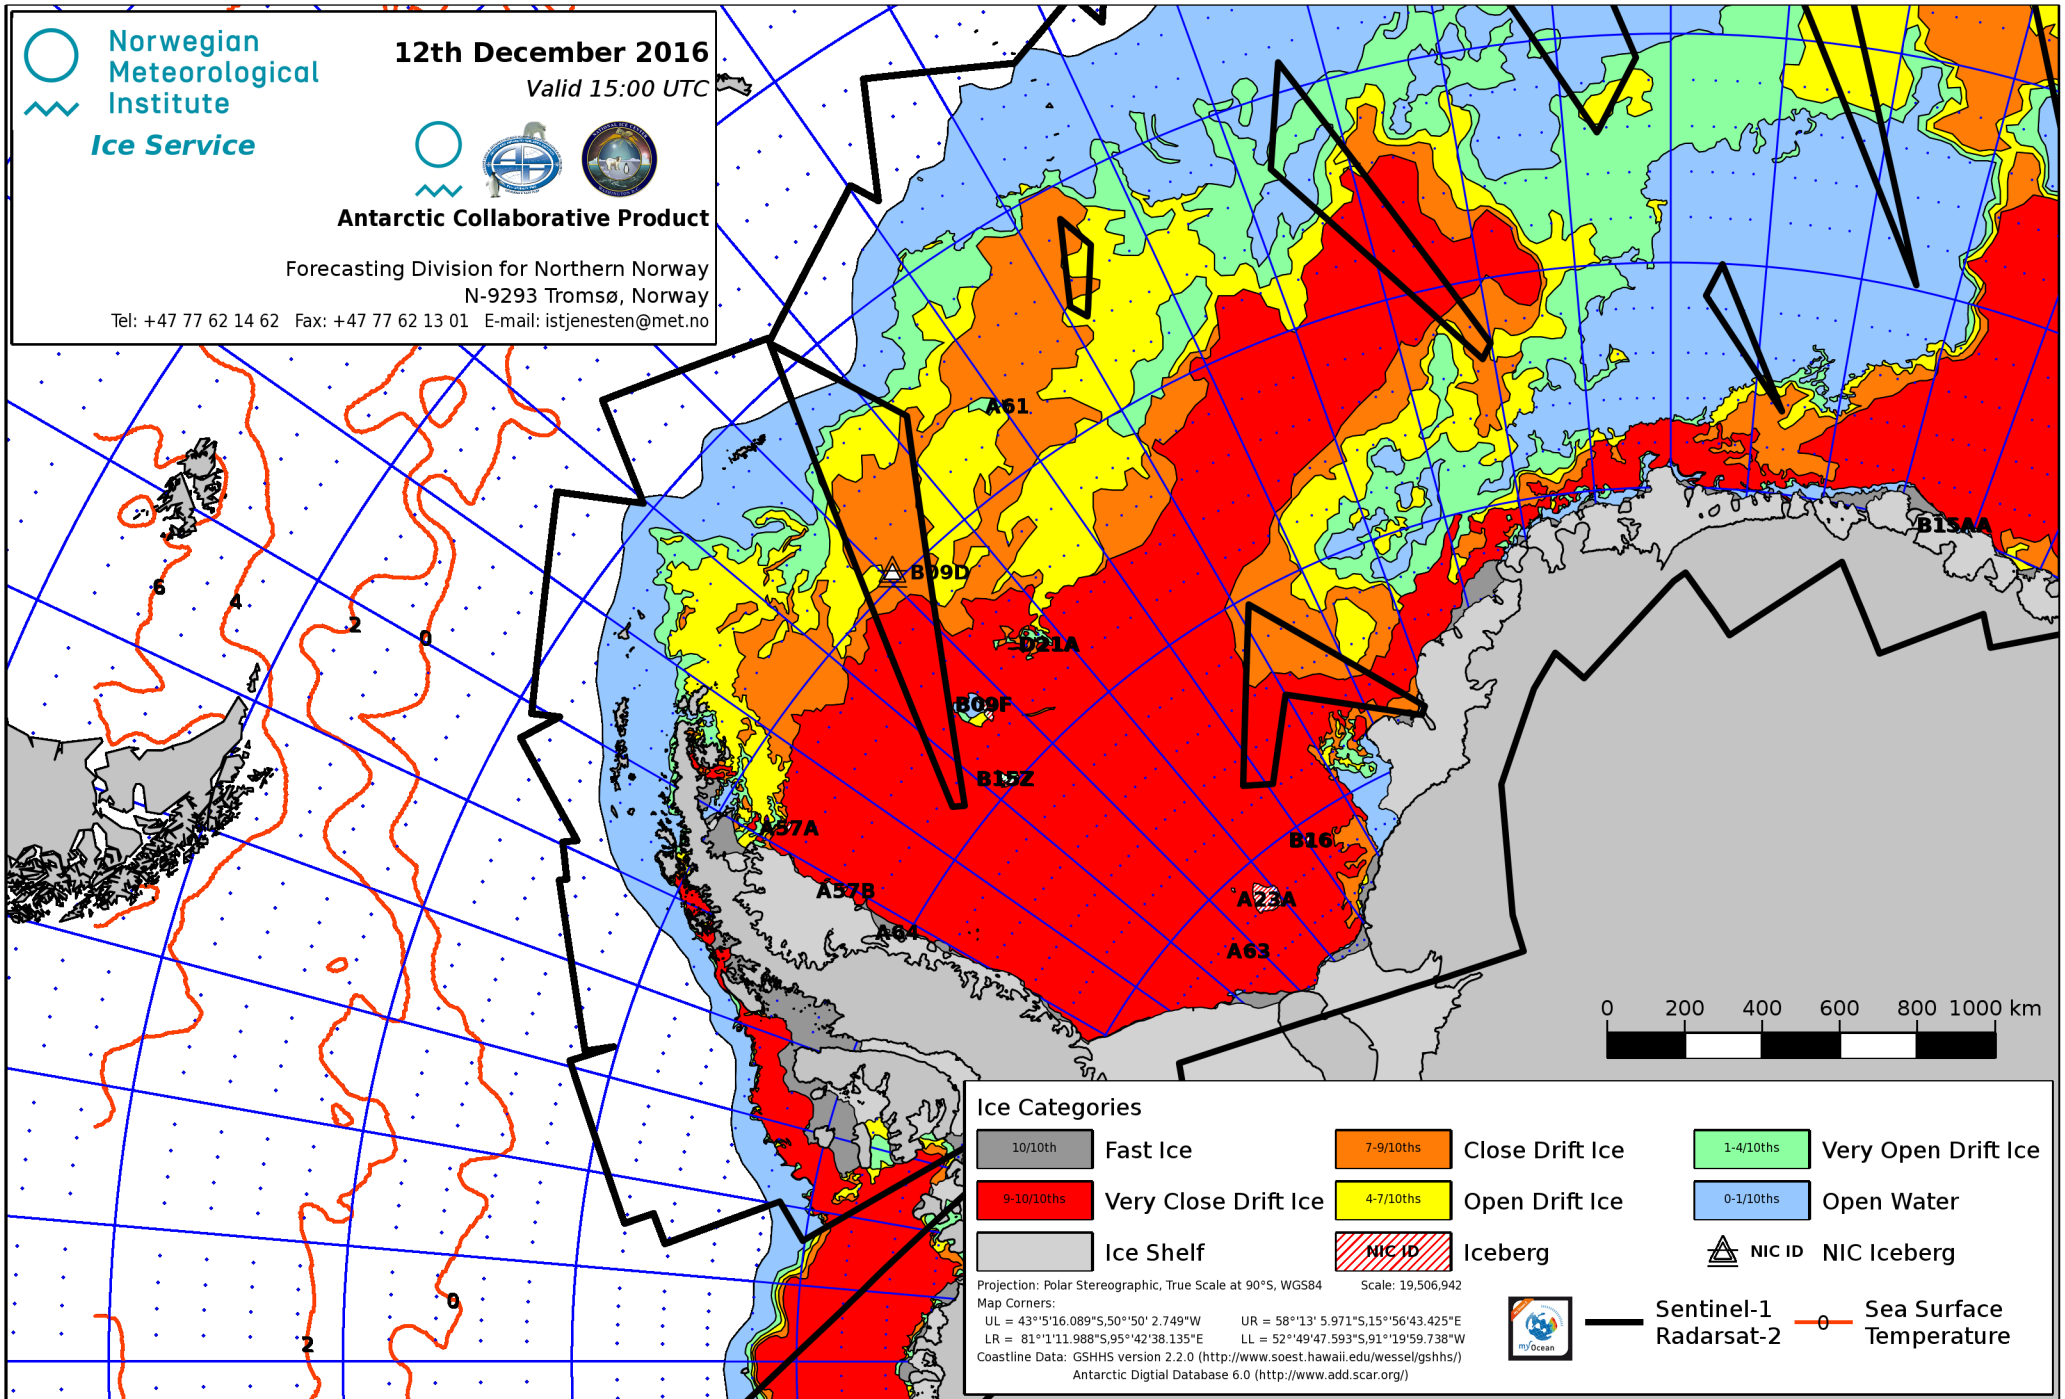 Norwegian
Meteorological
Institute
Ice Service
12th December 2016
Valid 15:00 UTC
Antarctic Collaborative Product
Forecasting Division for Northern Norway
N-9293 Tromsø, Norway
Tel: +47 77 62 14 62 Fax: +47 77 62 13 01 E-mail: istjenesten@met.no
A61
B15AA
B09D
6
4
2
0
D21A
B09F
B15Z
A57A
B16
A57B
A23A
A64
A63
0
2
0 200 400 600 800 1000 km
Ice Categories
10/10th Fast Ice 7-9/10ths Close Drift Ice 1-4/10ths Very Open Drift Ice
9-10/10ths Very Close Drift Ice 4-7/10ths Open Drift Ice 0-1/10ths Open Water
Ice Shelf NIC ID Iceberg NIC ID NIC Iceberg
Projection: Polar Stereographic, True Scale at 90°S, WGS84 Scale: 19,506,942
Map Corners:
UL = 43°'5'16.089"S,50°'50' 2.749"W UR = 58°'13' 5.971"S,15°'56'43.425"E
LR = 81°'1'11.988"S,95°'42'38.135"E LL = 52°'49'47.593"S,91°'19'59.738"W
Coastline Data: GSHHS version 2.2.0 (http://www.soest.hawaii.edu/wessel/gshhs/)
Antarctic Digtial Database 6.0 (http://www.add.scar.org/)
myOcean
Sentinel-1
Radarsat-2
0
Sea Surface
Temperature